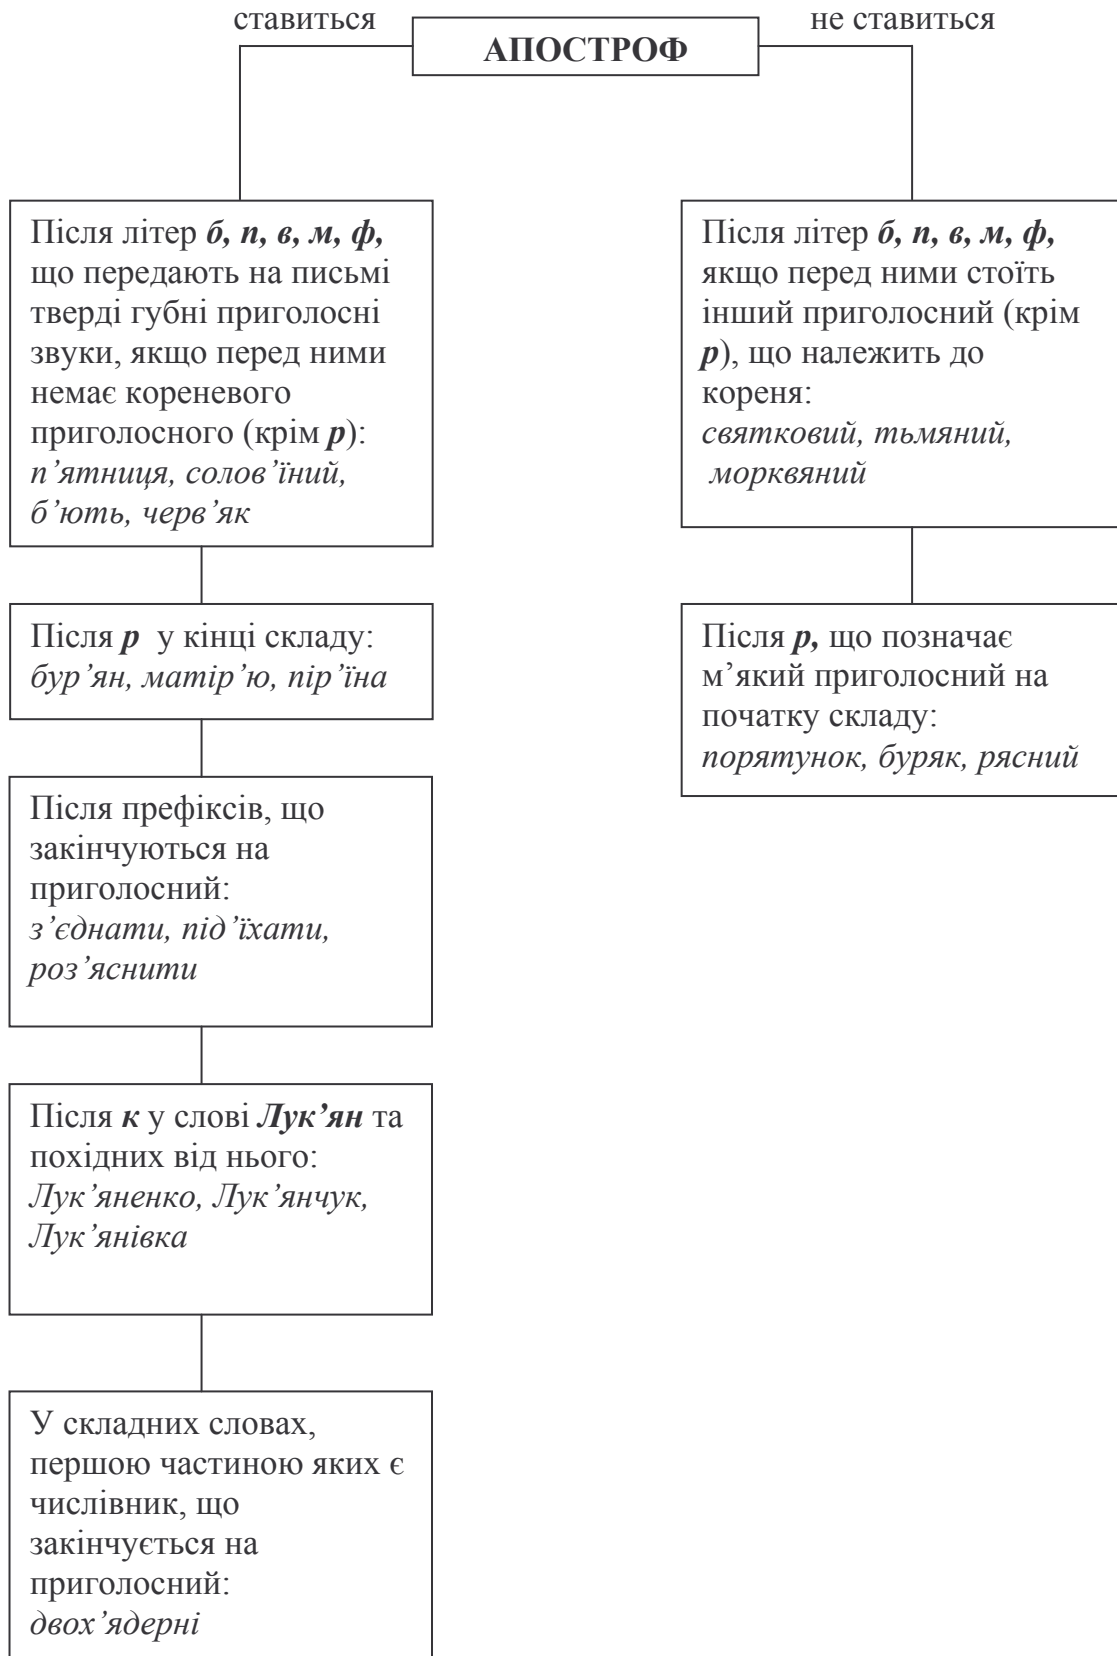 ставиться
АПОСТРОФ
не ставиться
Після літер б, п, в, м, ф,
що передають на письмі
тверді губні приголосні
звуки, якщо перед ними
немає кореневого
приголосного (крім р):
п’ятниця, солов’їний,
б’ють, черв’як
Після р у кінці складу:
бур’ян, матір’ю, пір’їна
Після префіксів, що
закінчуються на
приголосний:
з’єднати, під’їхати,
роз’яснити
Після к у слові Лук’ян та
похідних від нього:
Лук’яненко, Лук’янчук,
Лук’янівка
У складних словах,
першою частиною яких є
числівник, що
закінчується на
приголосний:
двох’ядерні
Після літер б, п, в, м, ф,
якщо перед ними стоїть
інший приголосний (крім
р), що належить до
кореня:
святковий, тьмяний,
морквяний
Після р, що позначає
м’який приголосний на
початку складу:
порятунок, буряк, рясний